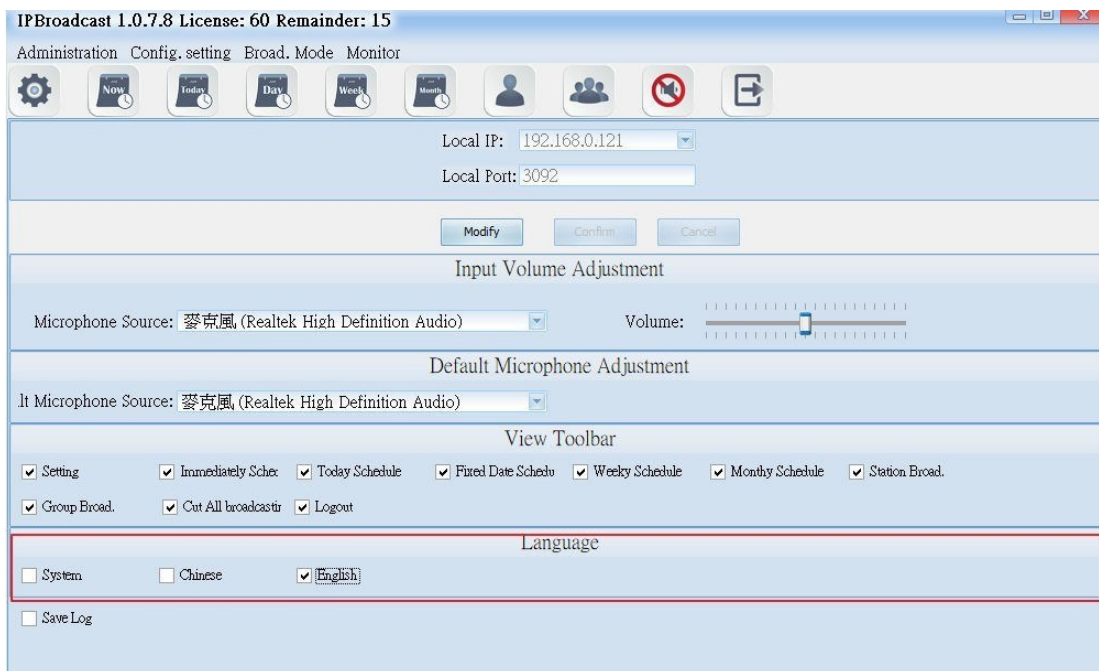 IPBroadcast 1.0.7.8 License: 60 Remainder: 15
Administration Config. setting Broad. Mode Monitor
Now Today Day Week Month
Local IP: 192.168.0.121
Local Port: 3092
Modify Confirm Cancel
Input Volume Adjustment
Microphone Source: 麥克風 (Realtek High Definition Audio) Volume:
Default Microphone Adjustment
lt Microphone Source: 麥克風 (Realtek High Definition Audio)
View Toolbar
Setting Immediately Schec Today Schedule Fixed Date Schedu Weeky Schedule Monthy Schedule Station Broad.
Group Broad. Cut All broadcastir Logout
Language
System Chinese English
Save Log